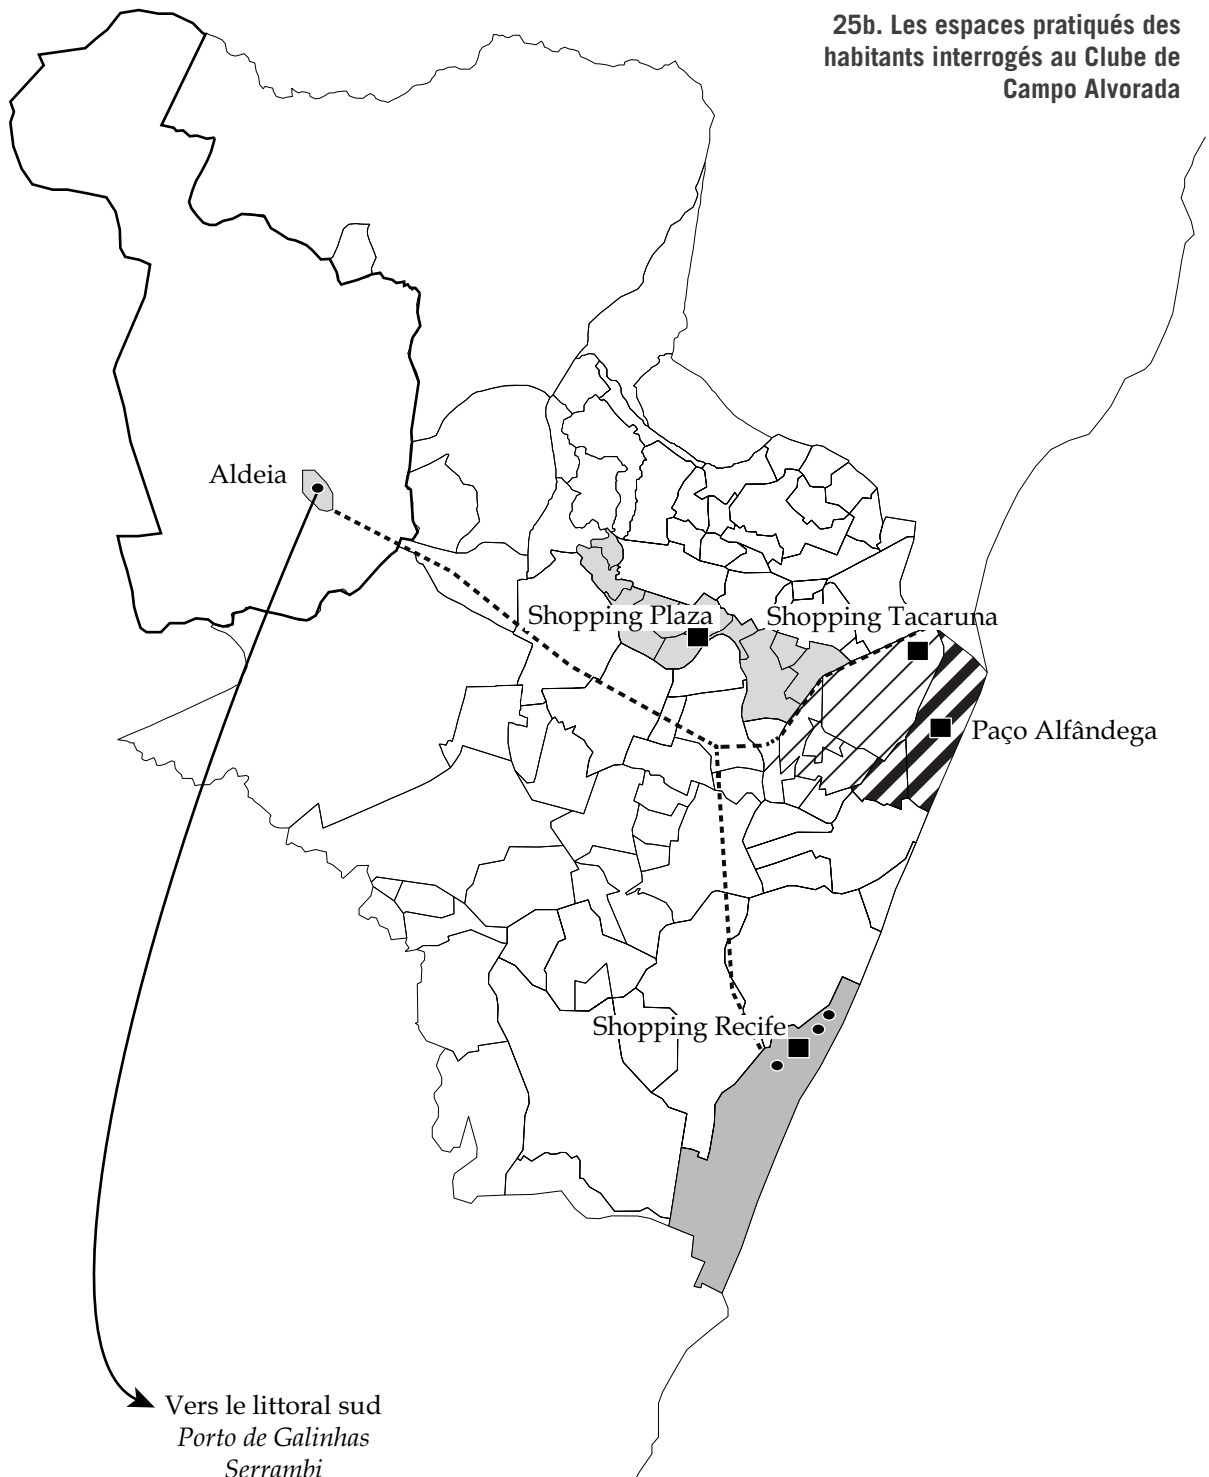 25b. Les espaces pratiqués des
habitants interrogés au Clube de
Campo Alvorada
Aldeia
Shopping Plaza
Shopping Tacaruna
Paço Alfândega
Shopping Recife
Vers le littoral sud
Porto de Galinhas
Serrambi